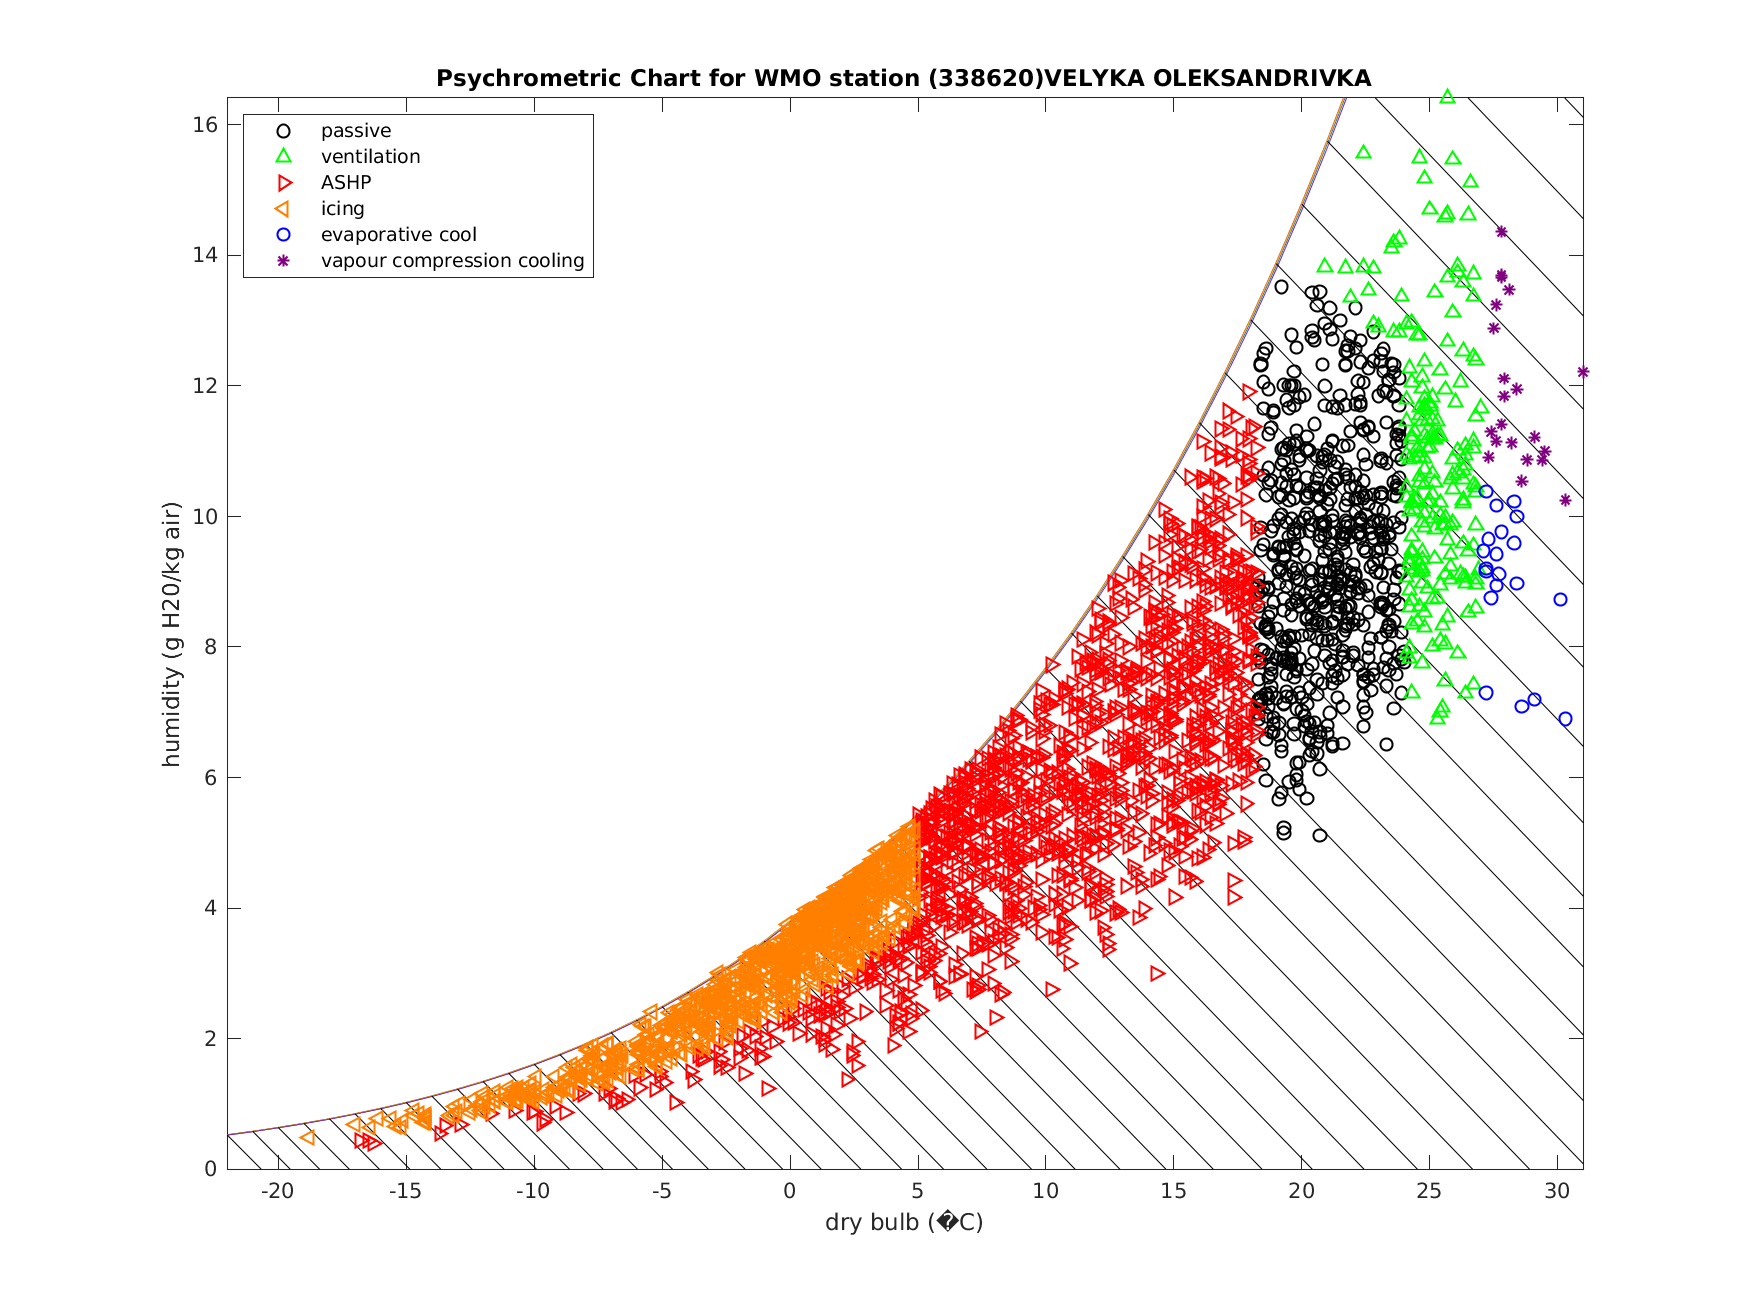 Psychrometric Chart for WMO station (338620)VELYKA OLEKSANDRIVKA
passive
ventilation
ASHP
icing
evaporative cool
vapour compression cooling
16
14
12
10
8
6
4
2
0
humidity (g H20/kg air)
-20 -15 -10 -5 0 5 10 15 20 25 30
dry bulb (�C)